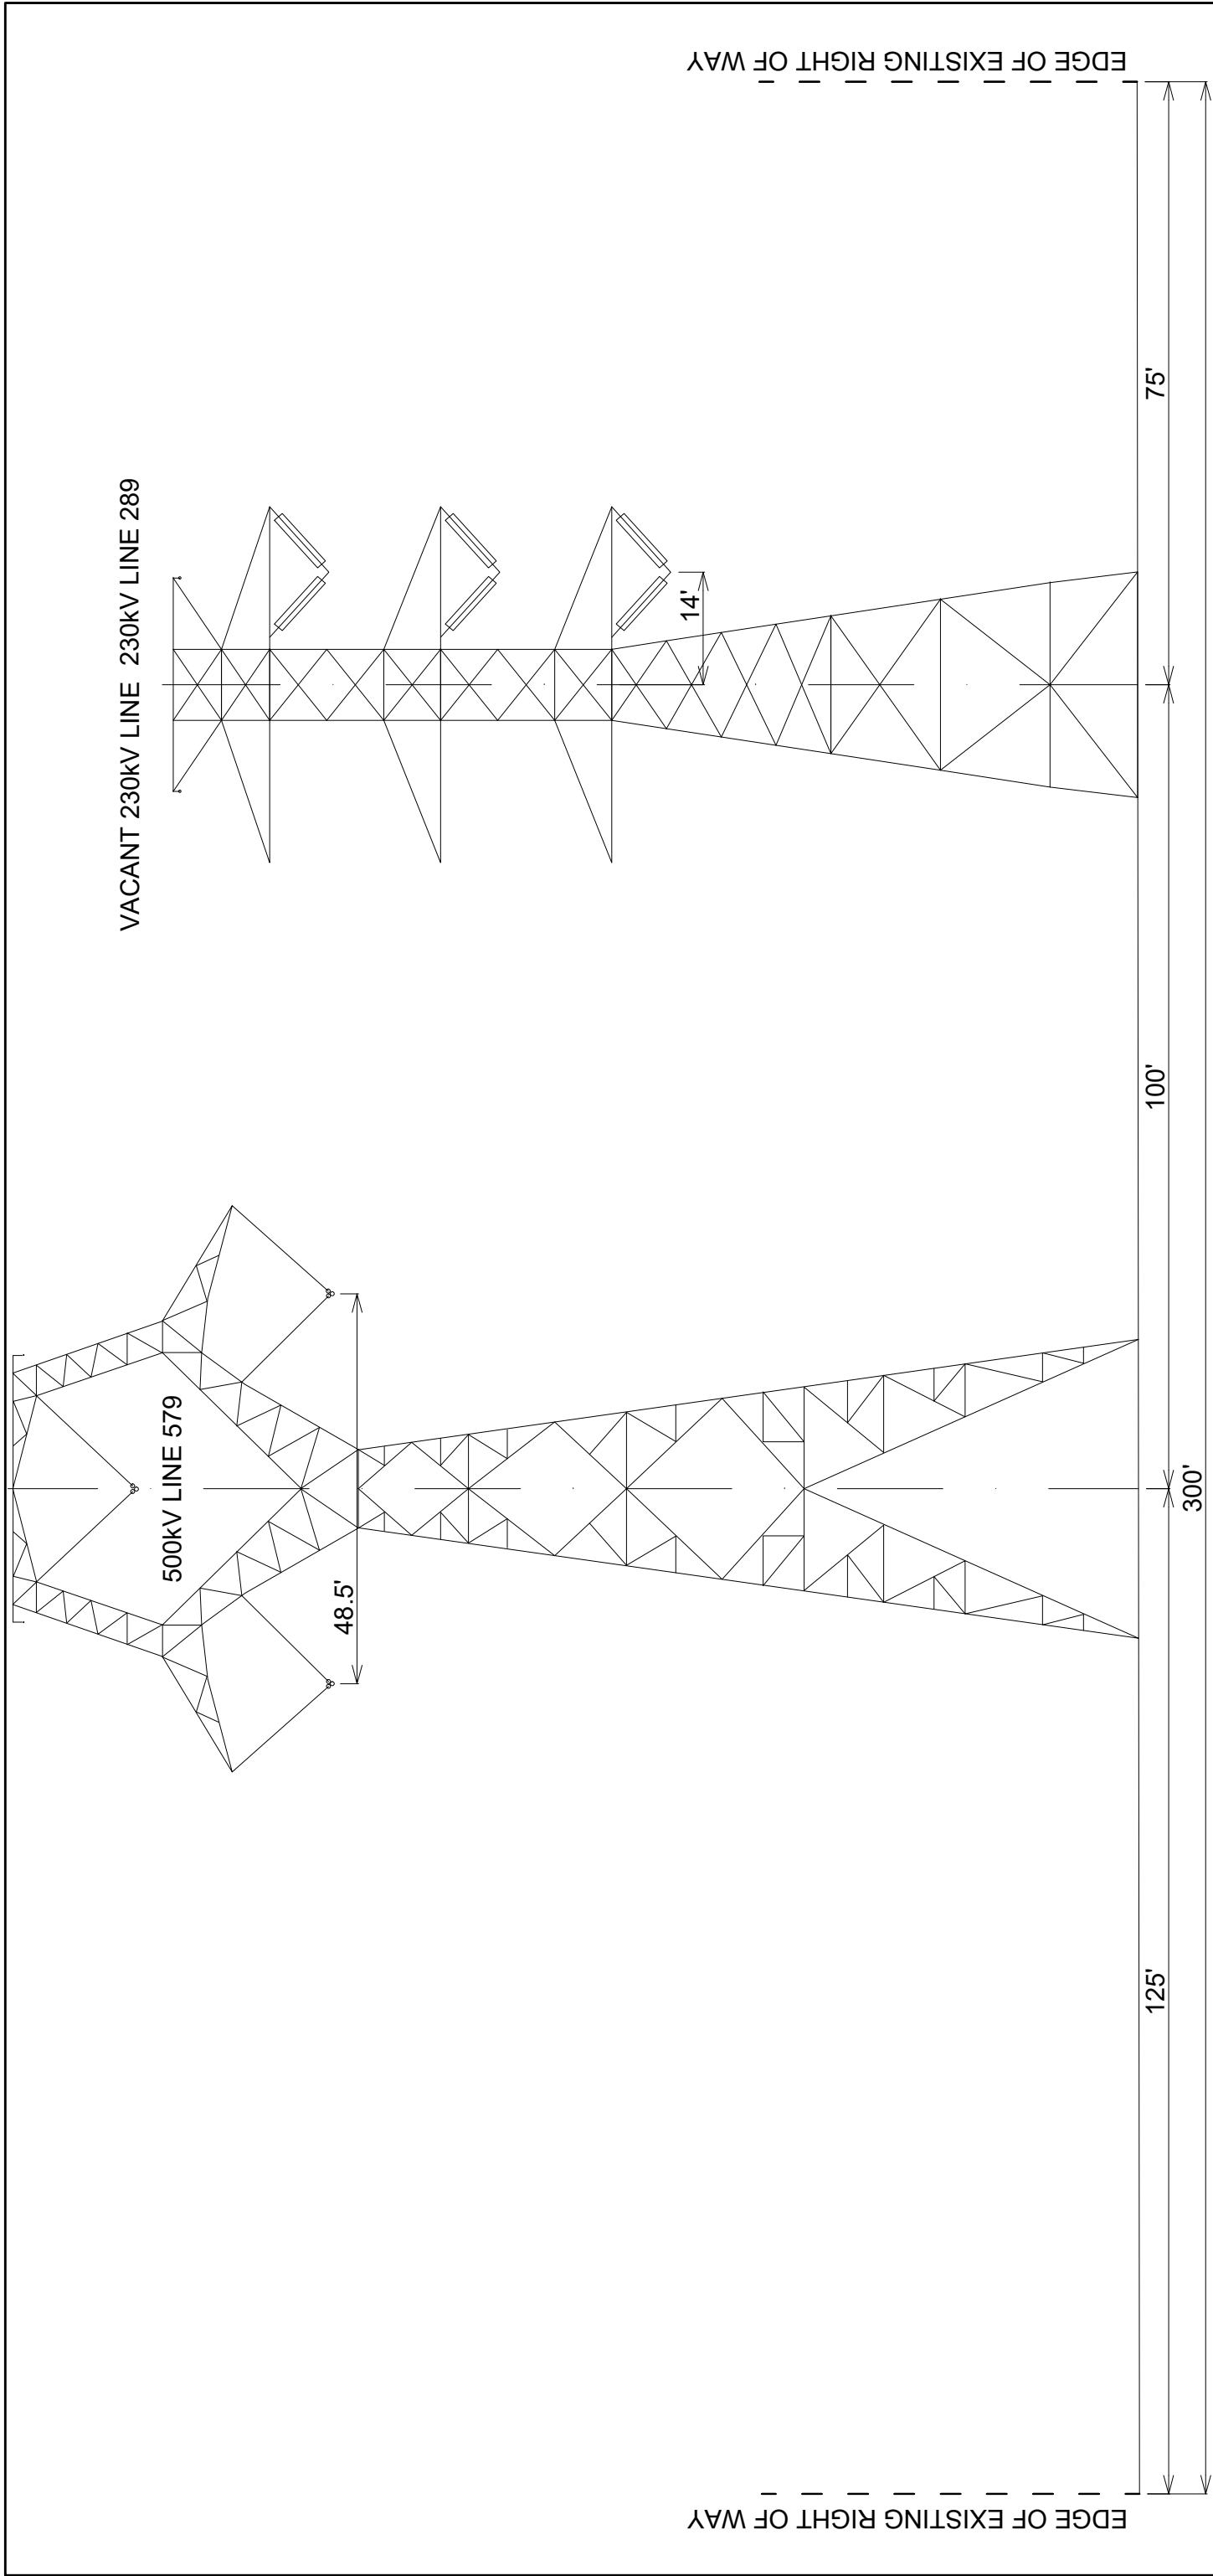 EDGE OF EXISTING RIGHT OF WAY
500kV LINE 579
48.5'
VACANT 230kV LINE  230kV LINE 289
14'
EDGE OF EXISTING RIGHT OF WAY
125'
100'
75'
300'